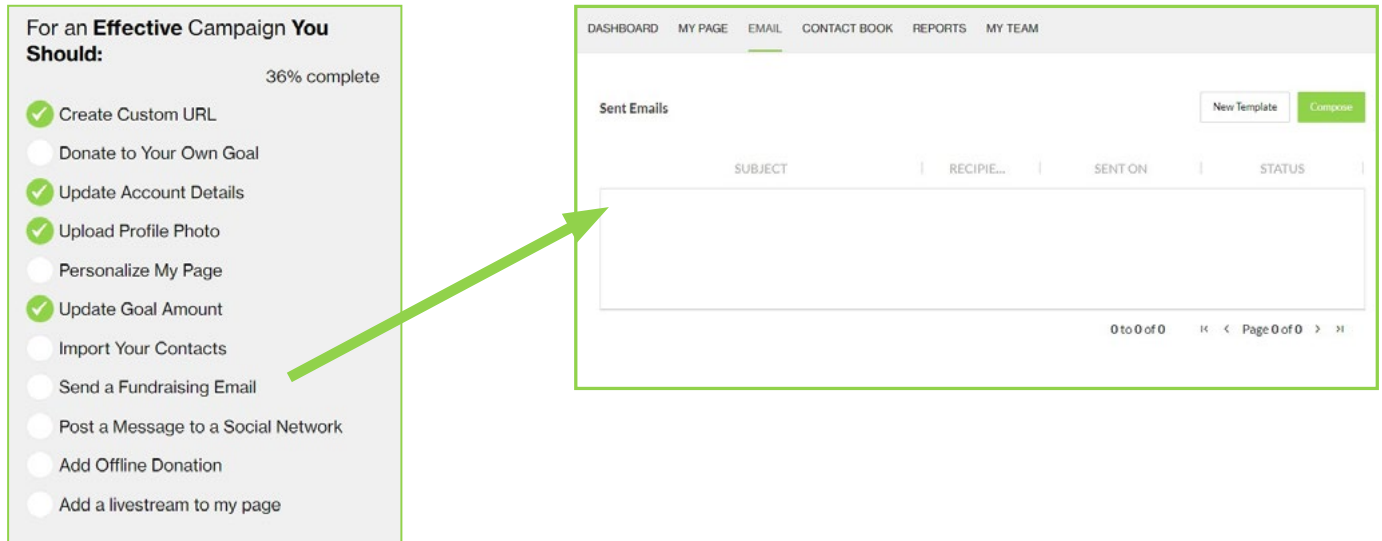 For an Effective Campaign You
Should:
36% complete
Create Custom URL
Donate to Your Own Goal
Update Account Details
Upload Profile Photo
Personalize My Page
Update Goal Amount
Import Your Contacts
Send a Fundraising Email
Post a Message to a Social Network
Add Offline Donation
Add a livestream to my page
DASHBOARD MY PAGE EMAIL CONTACT BOOK REPORTS MY TEAM
Sent Emails New Template Compose
SUBJECT RECIPIE... SENT ON STATUS
0 to 0 of 0 Page 0 of 0